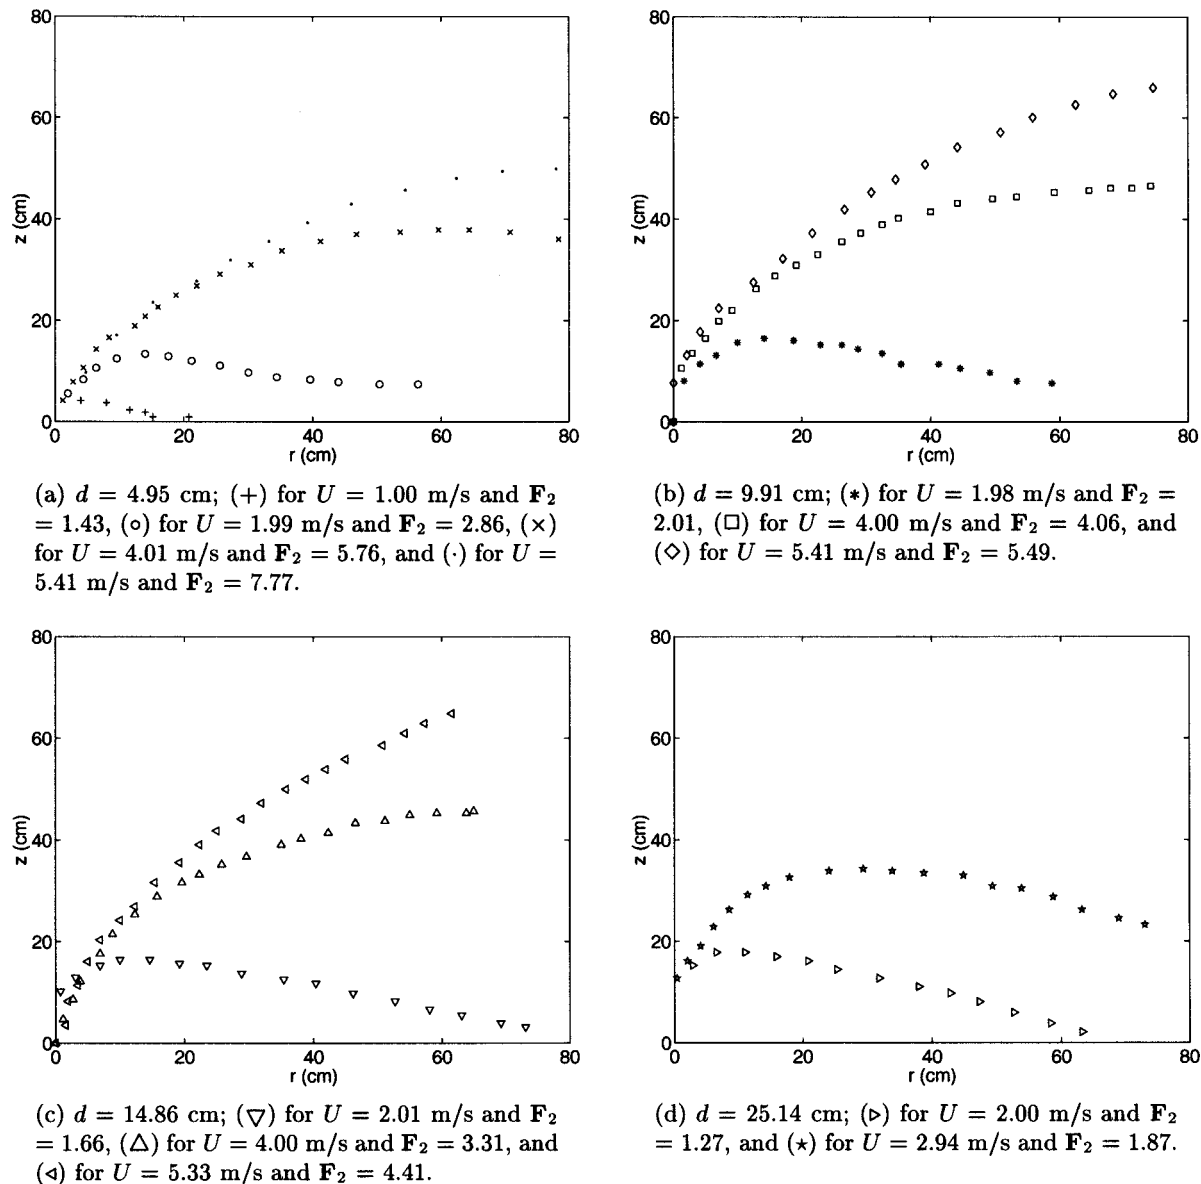 80
60
40
20
0
z (cm)
0 20 40 60 80
r (cm)
(a) d = 4.95 cm; (+) for U = 1.00 m/s and F₂
= 1.43, (○) for U = 1.99 m/s and F₂ = 2.86, (×)
for U = 4.01 m/s and F₂ = 5.76, and (·) for U =
5.41 m/s and F₂ = 7.77.
80
60
40
20
0
z (cm)
0 20 40 60 80
r (cm)
(b) d = 9.91 cm; (∗) for U = 1.98 m/s and F₂ =
2.01, (□) for U = 4.00 m/s and F₂ = 4.06, and
(◇) for U = 5.41 m/s and F₂ = 5.49.
80
60
40
20
0
z (cm)
0 20 40 60 80
r (cm)
(c) d = 14.86 cm; (▽) for U = 2.01 m/s and F₂
= 1.66, (△) for U = 4.00 m/s and F₂ = 3.31, and
(◁) for U = 5.33 m/s and F₂ = 4.41.
80
60
40
20
0
z (cm)
0 20 40 60 80
r (cm)
(d) d = 25.14 cm; (▷) for U = 2.00 m/s and F₂
= 1.27, and (⋆) for U = 2.94 m/s and F₂ = 1.87.